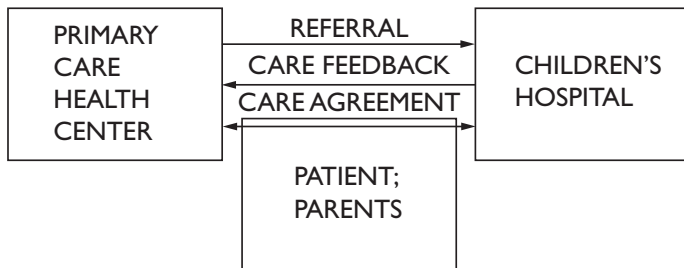 PRIMARY
CARE
HEALTH
CENTER
REFERRAL
CARE FEEDBACK
CARE AGREEMENT
CHILDREN'S
HOSPITAL
PATIENT;
PARENTS